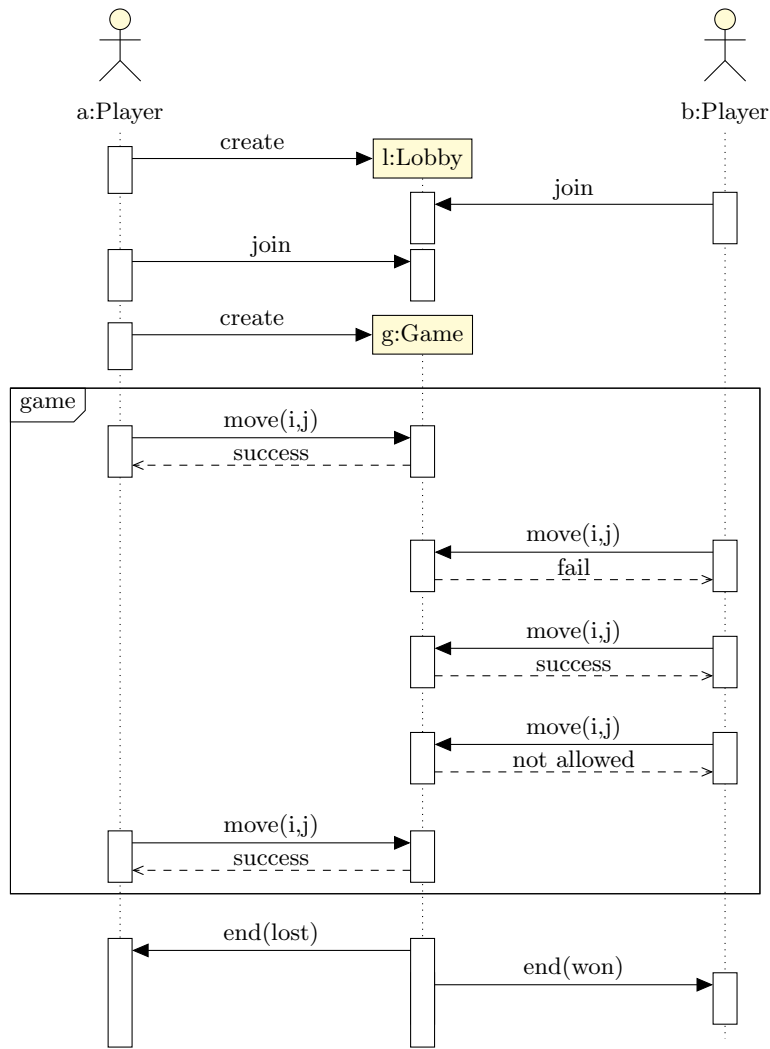 a:Player
b:Player
create
l:Lobby
join
join
create
g:Game
game
move(i,j)
success
move(i,j)
fail
move(i,j)
success
move(i,j)
not allowed
move(i,j)
success
end(lost)
end(won)